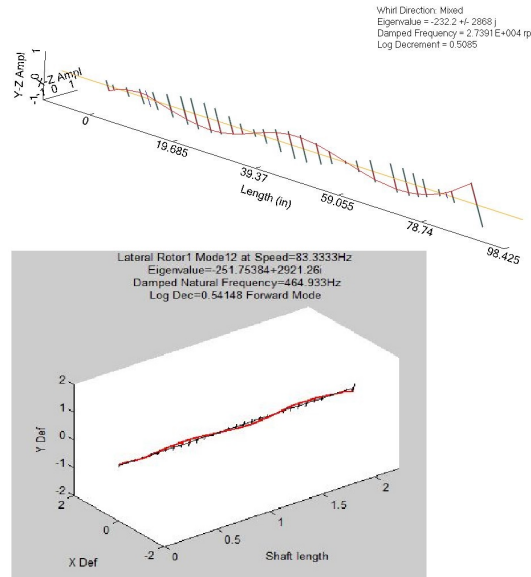 Whirl Direction: Mixed
Eigenvalue = -232.2 +/- 2868 j
Damped Frequency = 2.7391E+004 rp
Log Decrement = 0.5085
Y-Z Ampl
1
0
-1
X-Z Ampl
-1 0 1
0
19.685
39.37
59.055
78.74
98.425
Length (in)
Lateral Rotor1 Mode12 at Speed=83.3333Hz
Eigenvalue=-251.75384+2921.26i
Damped Natural Frequency=464.933Hz
Log Dec=0.54148 Forward Mode
2
1
0
-1
-2
Y Def
2
0
-2
X Def
0
0.5
1
1.5
2
Shaft length